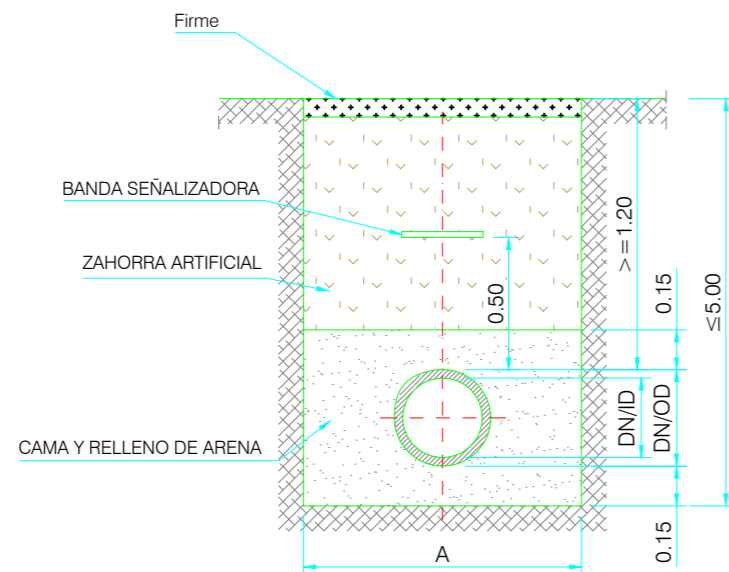 Firme
BANDA SEÑALIZADORA
ZAHORRA ARTIFICIAL
CAMA Y RELLENO DE ARENA
0.50
>=1.20
0.15
≤5.00
DN/ID
DN/OD
0.15
A